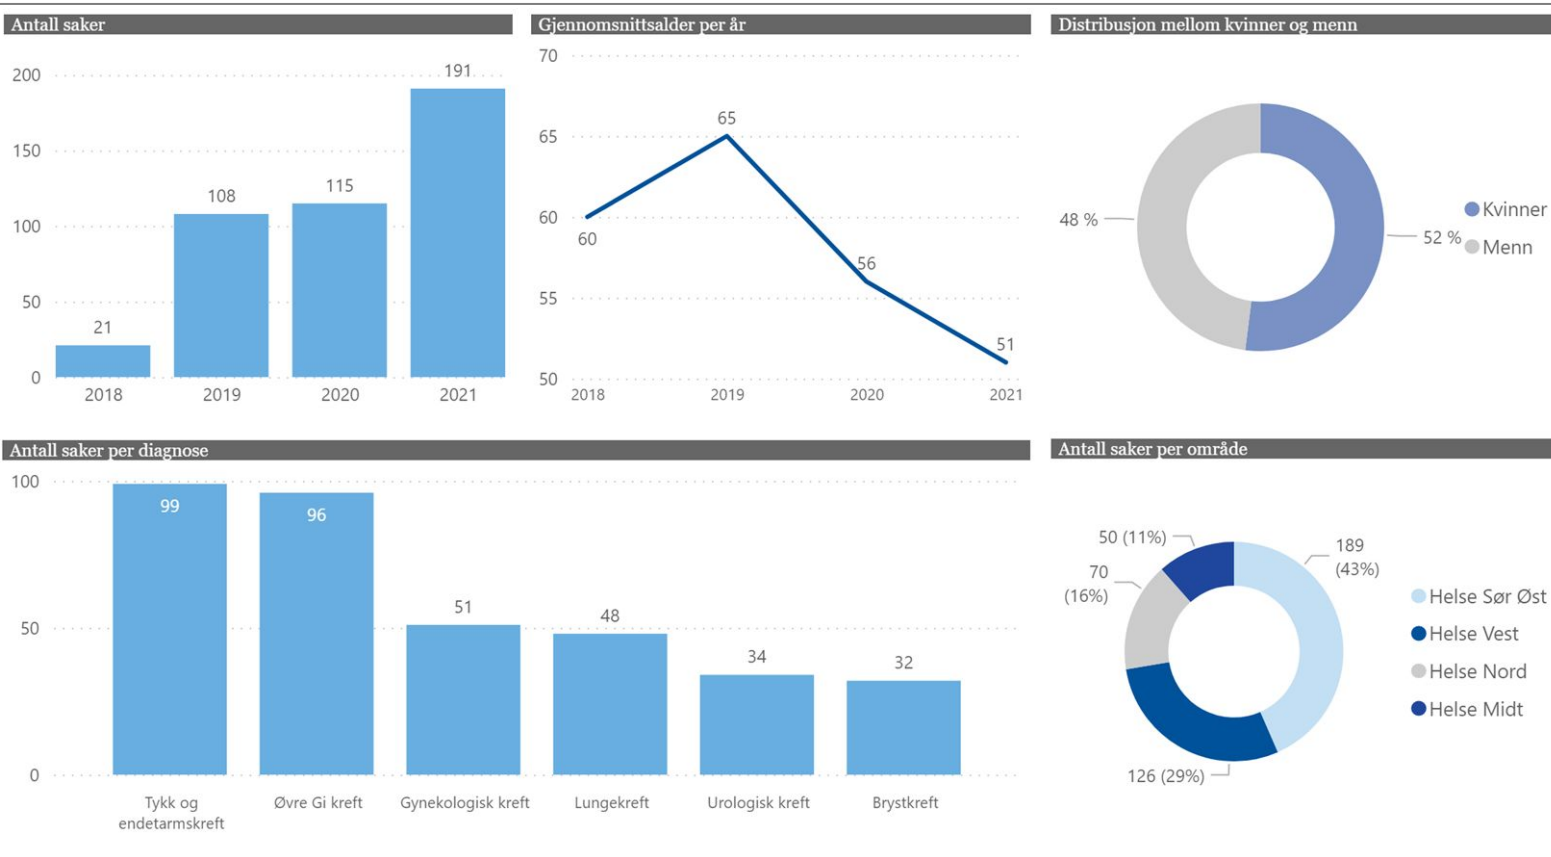 Antall saker
200
150
100
50
0
21
108
115
191
2018
2019
2020
2021
Gjennomsnittsalder per år
70
65
60
55
50
60
65
56
51
2018
2019
2020
2021
Distribusjon mellom kvinner og menn
48 %
52 %
Kvinner
Menn
Antall saker per diagnose
100
50
0
99
96
51
48
34
32
Tykk og
endetarmskreft
Øvre Gi kreft
Gynekologisk kreft
Lungekreft
Urologisk kreft
Brystkreft
Antall saker per område
50 (11%)
70
(16%)
189
(43%)
126 (29%)
Helse Sør Øst
Helse Vest
Helse Nord
Helse Midt